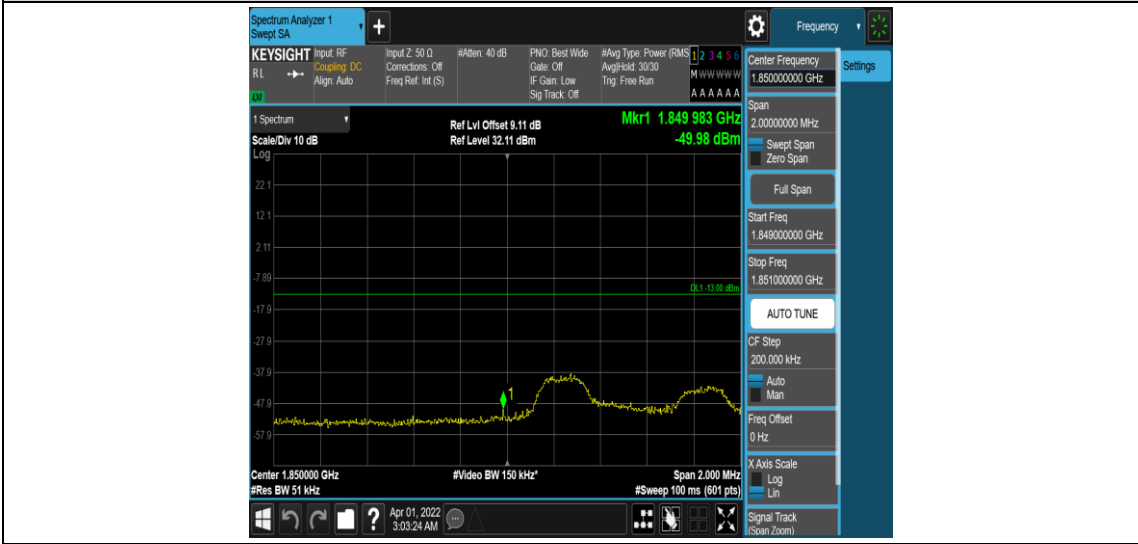 Spectrum Analyzer 1
Swept SA
+
Frequency
KEYSIGHT
RL
Input: RF
Coupling: DC
Align: Auto
Input Z: 50 Ω
Corrections: Off
Freq Ref: Int (S)
#Atten: 40 dB
PNO: Best Wide
Gate: Off
IF Gain: Low
Sig Track: Off
#Avg Type: Power (RMS
Avg|Hold: 30/30
Trig: Free Run
1 2 3 4 5 6
M W W W W W
A A A A A A
1 Spectrum
Scale/Div 10 dB
Log
Ref Lvl Offset 9.11 dB
Ref Level 32.11 dBm
Mkr1 1.849 983 GHz
-49.98 dBm
22.1
12.1
2.11
-7.89
DL1 -13.00 dBm
-17.9
-27.9
-37.9
1
-47.9
-57.9
Center 1.850000 GHz
#Video BW 150 kHz*
Span 2.000 MHz
#Res BW 51 kHz
#Sweep 100 ms (601 pts)
?
Apr 01, 2022
3:03:24 AM
Center Frequency
1.850000000 GHz
Settings
Span
2.00000000 MHz
Swept Span
Zero Span
Full Span
Start Freq
1.849000000 GHz
Stop Freq
1.851000000 GHz
AUTO TUNE
CF Step
200.000 kHz
Auto
Man
Freq Offset
0 Hz
X Axis Scale
Log
Lin
Signal Track
(Span Zoom)